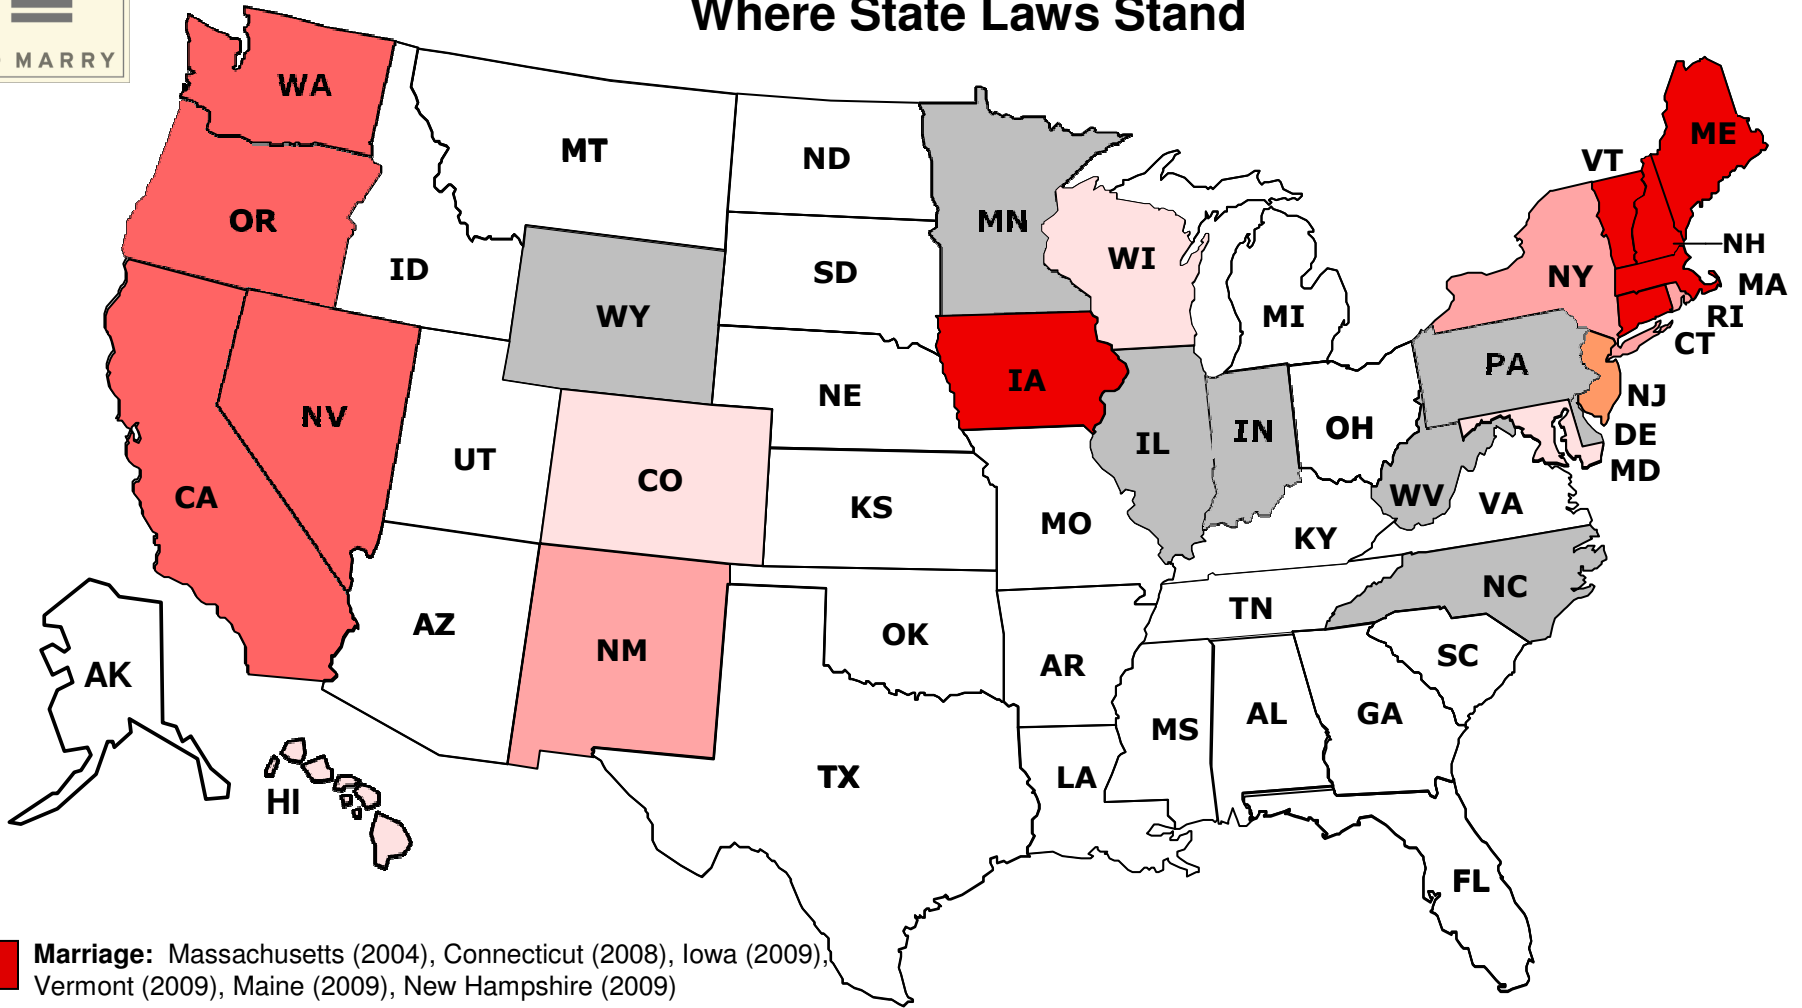 Where State Laws Stand
MARRY
WA
MT
ND
MN
ME
VT
OR
ID
WY
SD
WI
MI
NY
NH
MA
RI
CT
NV
UT
CO
NE
IA
IL
IN
OH
PA
NJ
DE
MD
CA
KS
MO
KY
WV
VA
AZ
NM
OK
AR
TN
NC
SC
AK
HI
TX
LA
MS
AL
GA
FL
Marriage: Massachusetts (2004), Connecticut (2008), Iowa (2009),
Vermont (2009), Maine (2009), New Hampshire (2009)